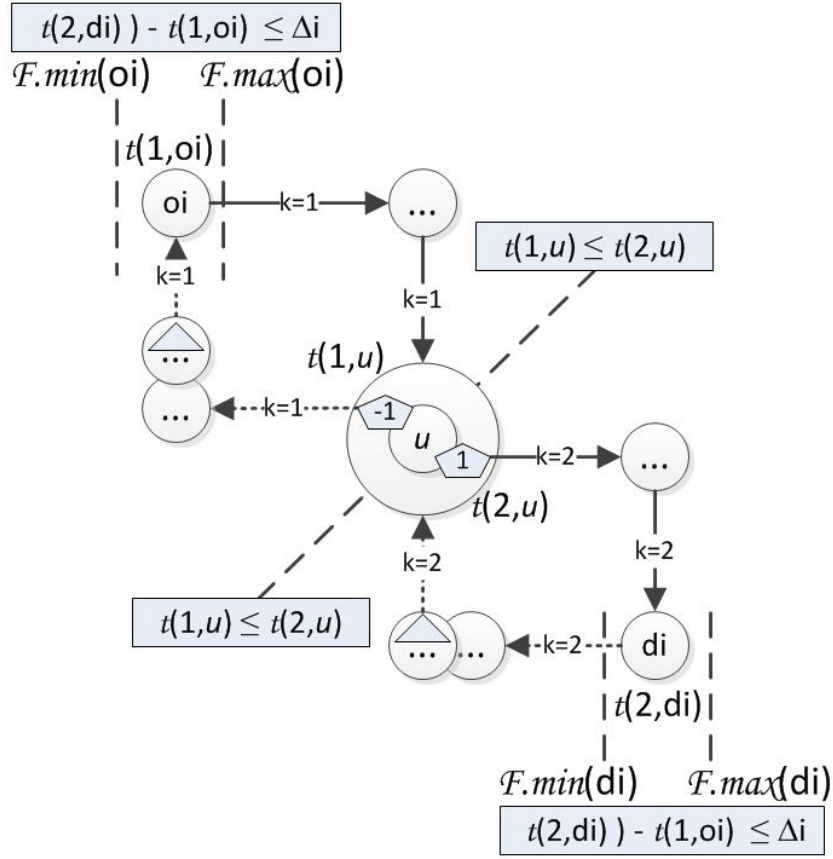 t(2,di) ) - t(1,oi) ≤ Δi
F.min(oi) F.max(oi)
t(1,oi)
oi
k=1
...
t(1,u) ≤ t(2,u)
k=1
k=1
...
t(1,u)
...
k=1
-1
u
1
k=2
...
t(2,u)
k=2
k=2
t(1,u) ≤ t(2,u)
...
...
k=2
di
t(2,di)
F.min(di) F.max(di)
t(2,di) ) - t(1,oi) ≤ Δi